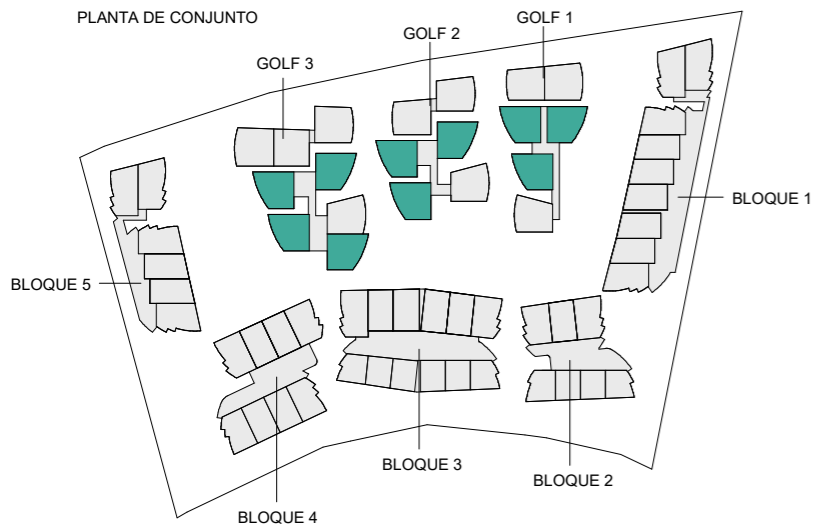 PLANTA DE CONJUNTO
GOLF 1
GOLF 2
GOLF 3
BLOQUE 1
BLOQUE 5
BLOQUE 3
BLOQUE 2
BLOQUE 4